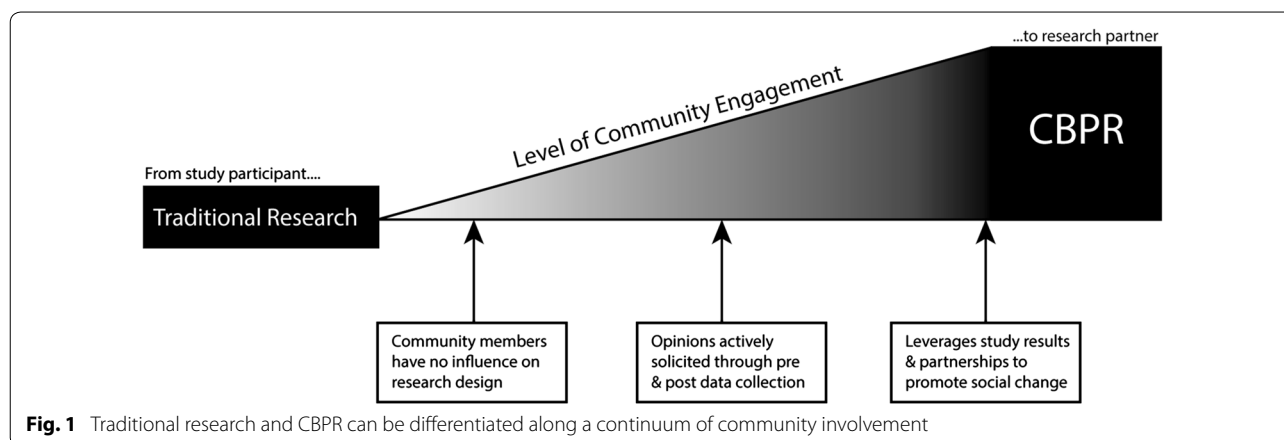 ...to research partner
Level of Community Engagement
CBPR
From study participant....
Traditional Research
Community members
have no influence on
research design
Opinions actively
solicited through pre
& post data collection
Leverages study results
& partnerships to
promote social change
Fig. 1 Traditional research and CBPR can be differentiated along a continuum of community involvement